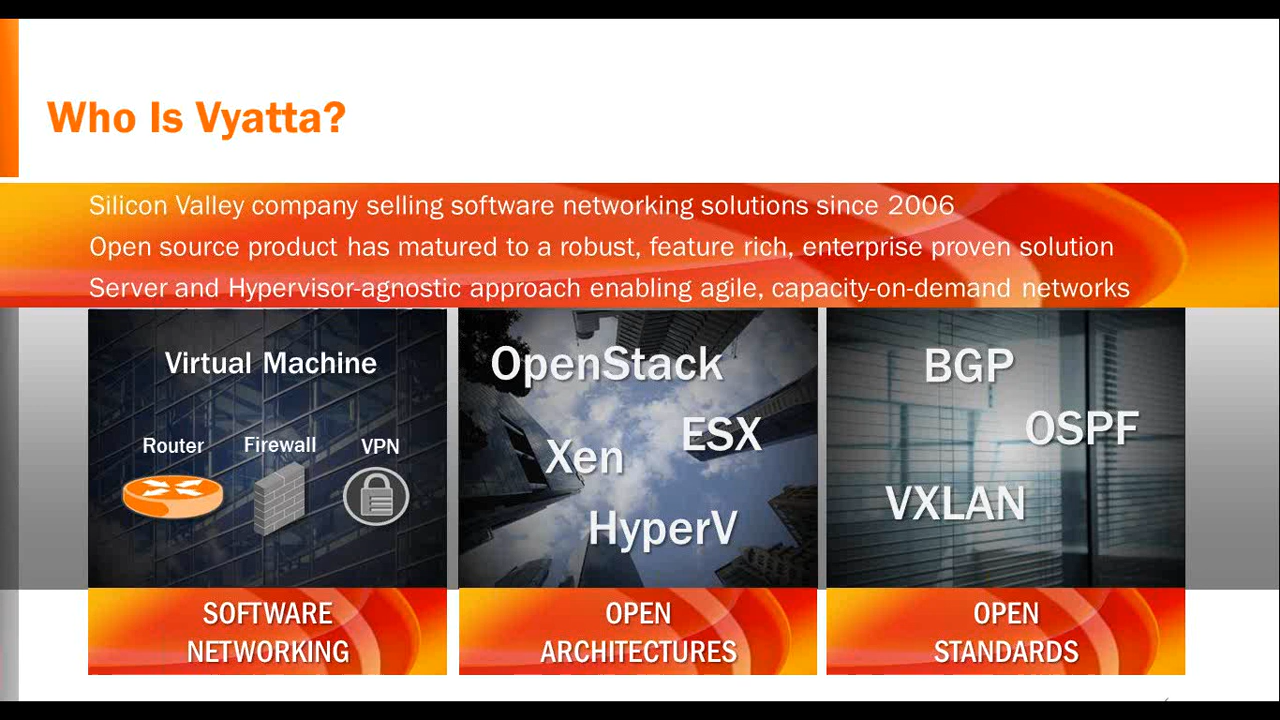 Who Is Vyatta?
Silicon Valley company selling software networking solutions since 2006
Open source product has matured to a robust, feature rich, enterprise proven solution
Server and Hypervisor-agnostic approach enabling agile, capacity-on-demand networks
Virtual Machine
Router
Firewall
VPN
SOFTWARE
NETWORKING
OpenStack
ESX
Xen
HyperV
OPEN
ARCHITECTURES
BGP
OSPF
VXLAN
OPEN
STANDARDS